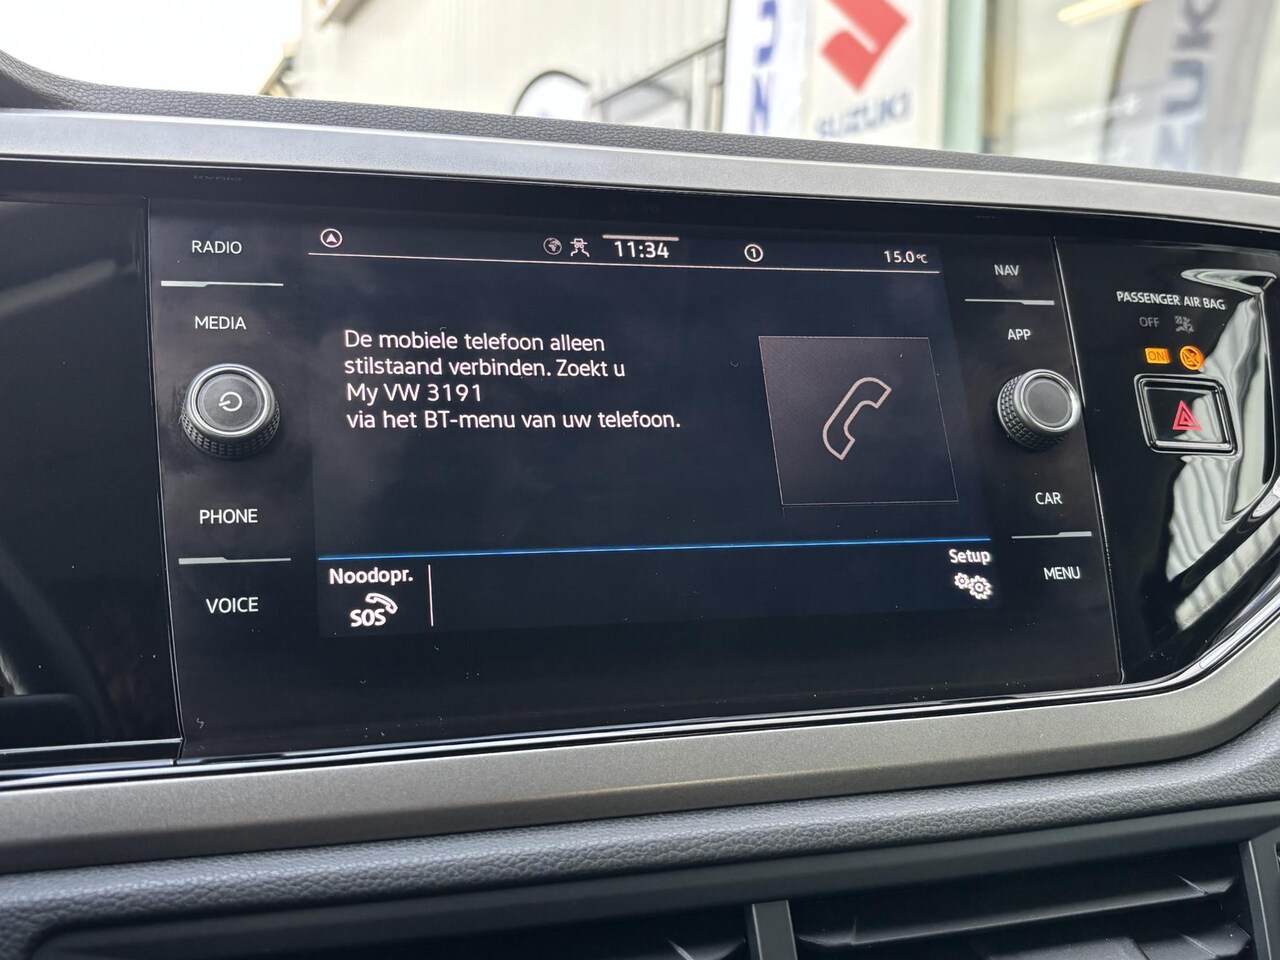 SUZUKI
RADIO
MEDIA
PHONE
VOICE
11:34
1
15.0°C
De mobiele telefoon alleen
stilstaand verbinden. Zoekt u
My VW 3191
via het BT-menu van uw telefoon.
Noodopr.
SOS
Setup
NAV
APP
CAR
MENU
PASSENGER AIR BAG
OFF
ON